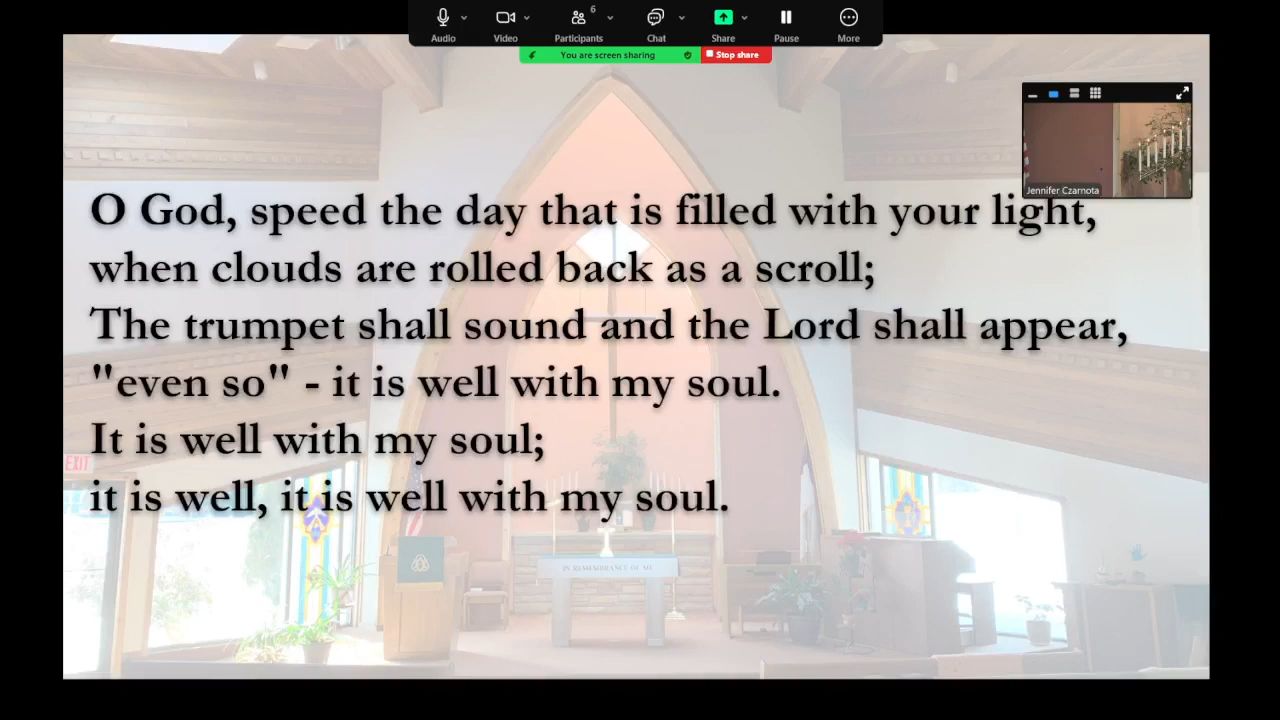 6
Audio
Video
Participants
Chat
Share
Pause
More
You are screen sharing
Stop share
Jennifer Czarnota
O God, speed the day that is filled with your light,
when clouds are rolled back as a scroll;
The trumpet shall sound and the Lord shall appear,
"even so" - it is well with my soul.
It is well with my soul;
it is well, it is well with my soul.
EXIT
IN REMEMBRANCE OF ME